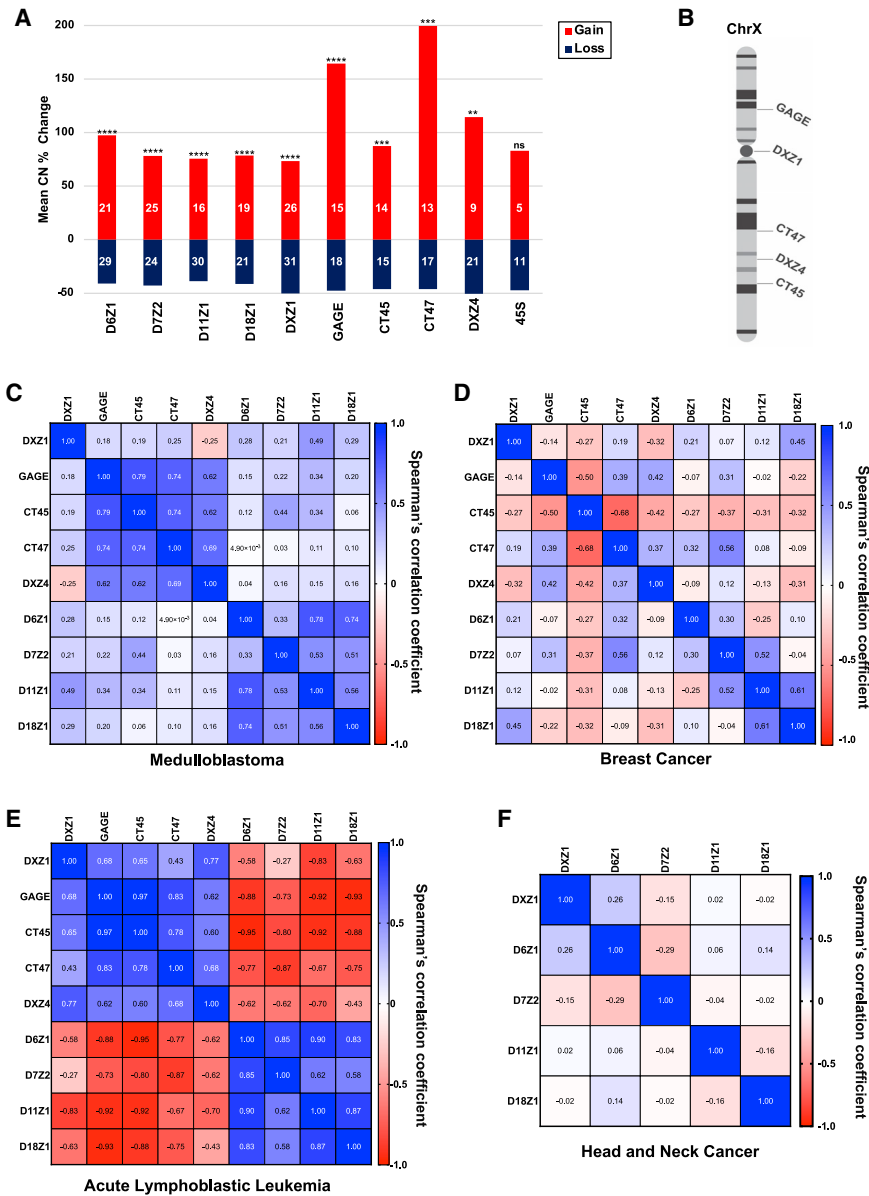 A
Mean CN % Change
200
150
100
50
0
-50
**** **** **** **** **** **** *** *** ** ns
21 25 16 19 26 15 14 13 9 5
29 24 30 21 31 18 15 17 21 11
D6Z1 D7Z2 D11Z1 D18Z1 DXZ1 GAGE CT45 CT47 DXZ4 45S
Gain
Loss
B
ChrX
GAGE
DXZ1
CT47
DXZ4
CT45
C
DXZ1 GAGE CT45 CT47 DXZ4 D6Z1 D7Z2 D11Z1 D18Z1
DXZ1 1.00 0.18 0.19 0.25 -0.25 0.28 0.21 0.49 0.29
GAGE 0.18 1.00 0.79 0.74 0.62 0.15 0.22 0.34 0.20
CT45 0.19 0.79 1.00 0.74 0.62 0.12 0.44 0.34 0.06
CT47 0.25 0.74 0.74 1.00 0.69 4.90×10⁻³ 0.03 0.11 0.10
DXZ4 -0.25 0.62 0.62 0.69 1.00 0.04 0.16 0.15 0.16
D6Z1 0.28 0.15 0.12 4.90×10⁻³ 0.04 1.00 0.33 0.78 0.74
D7Z2 0.21 0.22 0.44 0.03 0.16 0.33 1.00 0.53 0.51
D11Z1 0.49 0.34 0.34 0.11 0.15 0.78 0.53 1.00 0.56
D18Z1 0.29 0.20 0.06 0.10 0.16 0.74 0.51 0.56 1.00
1.0
0.5
0
-0.5
-1.0
Spearman's correlation coefficient
Medulloblastoma
D
DXZ1 GAGE CT45 CT47 DXZ4 D6Z1 D7Z2 D11Z1 D18Z1
DXZ1 1.00 -0.14 -0.27 0.19 -0.32 0.21 0.07 0.12 0.45
GAGE -0.14 1.00 -0.50 0.39 0.42 -0.07 0.31 -0.02 -0.22
CT45 -0.27 -0.50 1.00 -0.68 -0.42 -0.27 -0.37 -0.31 -0.32
CT47 0.19 0.39 -0.68 1.00 0.37 0.32 0.56 0.08 -0.09
DXZ4 -0.32 0.42 -0.42 0.37 1.00 -0.09 0.12 -0.13 -0.31
D6Z1 0.21 -0.07 -0.27 0.32 -0.09 1.00 0.30 -0.25 0.10
D7Z2 0.07 0.31 -0.37 0.56 0.12 0.30 1.00 0.52 -0.04
D11Z1 0.12 -0.02 -0.31 0.08 -0.13 -0.25 0.52 1.00 0.61
D18Z1 0.45 -0.22 -0.32 -0.09 -0.31 0.10 -0.04 0.61 1.00
1.0
0.5
0
-0.5
-1.0
Spearman's correlation coefficient
Breast Cancer
E
DXZ1 GAGE CT45 CT47 DXZ4 D6Z1 D7Z2 D11Z1 D18Z1
DXZ1 1.00 0.68 0.65 0.43 0.77 -0.58 -0.27 -0.83 -0.63
GAGE 0.68 1.00 0.97 0.83 0.62 -0.88 -0.73 -0.92 -0.93
CT45 0.65 0.97 1.00 0.78 0.60 -0.95 -0.80 -0.92 -0.88
CT47 0.43 0.83 0.78 1.00 0.68 -0.77 -0.87 -0.67 -0.75
DXZ4 0.77 0.62 0.60 0.68 1.00 -0.62 -0.62 -0.70 -0.43
D6Z1 -0.58 -0.88 -0.95 -0.77 -0.62 1.00 0.85 0.90 0.83
D7Z2 -0.27 -0.73 -0.80 -0.87 -0.62 0.85 1.00 0.62 0.58
D11Z1 -0.83 -0.92 -0.92 -0.67 -0.70 0.90 0.62 1.00 0.87
D18Z1 -0.63 -0.93 -0.88 -0.75 -0.43 0.83 0.58 0.87 1.00
1.0
0.5
0
-0.5
-1.0
Spearman's correlation coefficient
Acute Lymphoblastic Leukemia
F
DXZ1 D6Z1 D7Z2 D11Z1 D18Z1
DXZ1 1.00 0.26 -0.15 0.02 -0.02
D6Z1 0.26 1.00 -0.29 0.06 0.14
D7Z2 -0.15 -0.29 1.00 -0.04 -0.02
D11Z1 0.02 0.06 -0.04 1.00 -0.16
D18Z1 -0.02 0.14 -0.16 1.00
1.0
0.5
0
-0.5
-1.0
Spearman's correlation coefficient
Head and Neck Cancer